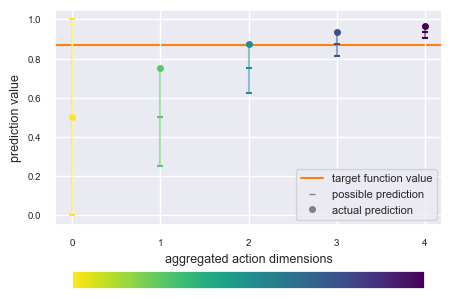 1.0
0.8
0.6
0.4
0.2
0.0
prediction value
target function value
possible prediction
actual prediction
0 1 2 3 4
aggregated action dimensions